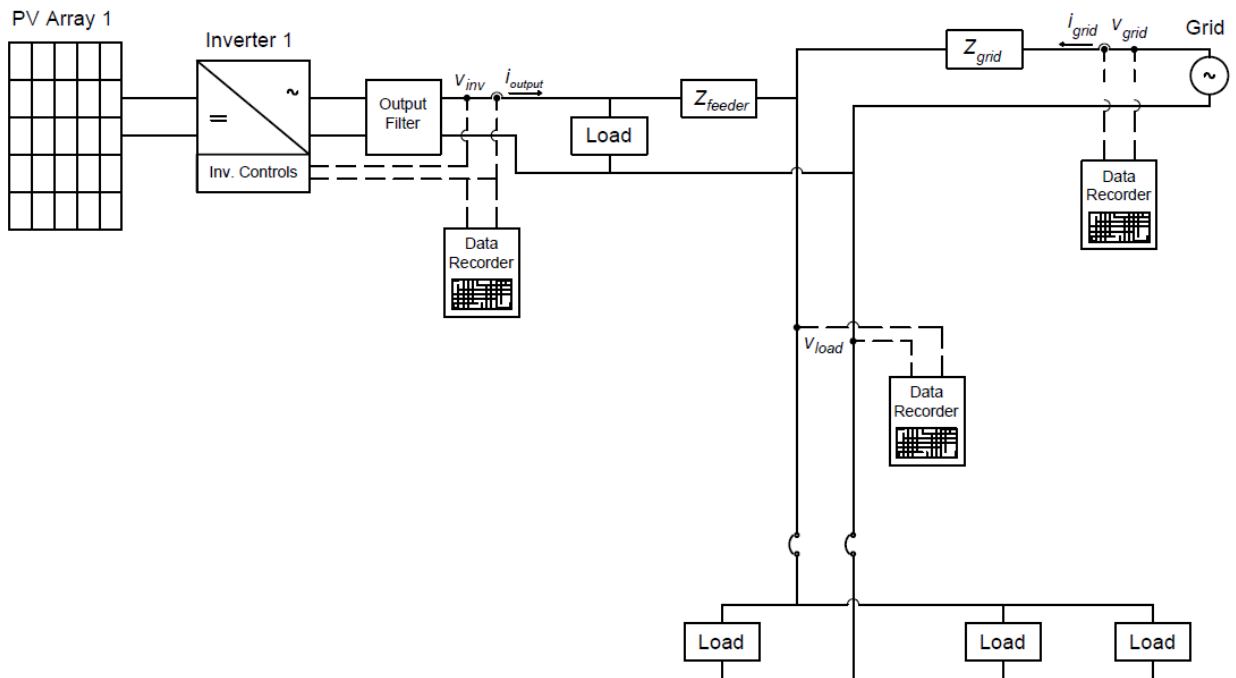 PV Array 1
Inverter 1
~
=
Inv. Controls
Output
Filter
v_inv
i_output
Load
Z_feeder
Z_grid
i_grid
v_grid
Grid
~
Data
Recorder
Data
Recorder
v_load
Data
Recorder
Load
Load
Load